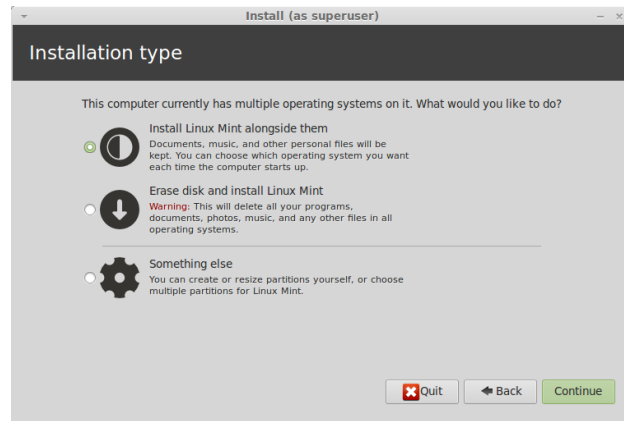 Install (as superuser)
Installation type
This computer currently has multiple operating systems on it. What would you like to do?
Install Linux Mint alongside them
Documents, music, and other personal files will be
kept. You can choose which operating system you want
each time the computer starts up.
Erase disk and install Linux Mint
Warning: This will delete all your programs,
documents, photos, music, and any other files in all
operating systems.
Something else
You can create or resize partitions yourself, or choose
multiple partitions for Linux Mint.
Quit
Back
Continue